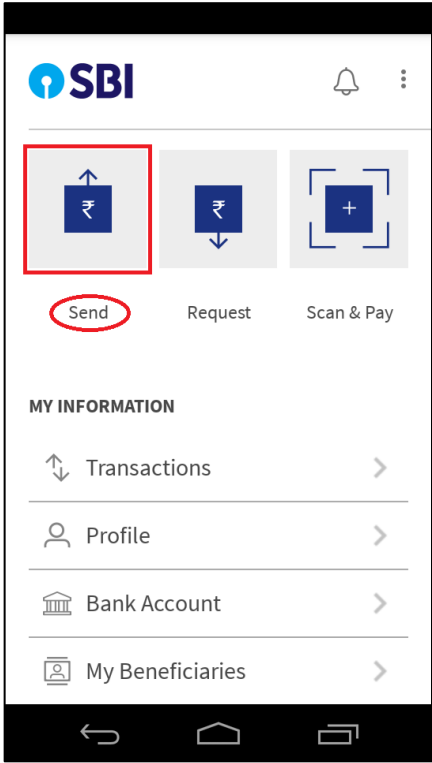 SBI
₹ ₹ +
Send Request Scan & Pay
MY INFORMATION
Transactions
Profile
Bank Account
My Beneficiaries